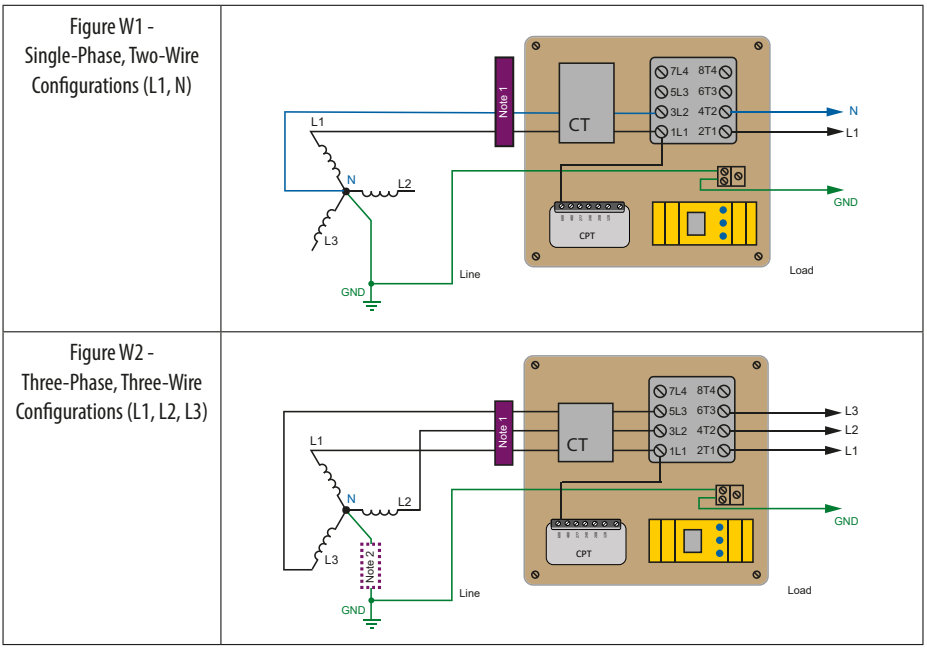 Figure W1 -
Single-Phase, Two-Wire
Configurations (L1, N)
Note 1
CT
7L4 8T4
5L3 6T3
3L2 4T2
1L1 2T1
N
L1
L1
N
L2
L3
GND
CPT
Line
GND
Load
Figure W2 -
Three-Phase, Three-Wire
Configurations (L1, L2, L3)
Note 1
CT
7L4 8T4
5L3 6T3
3L2 4T2
1L1 2T1
L3
L2
L1
L1
N
L2
L3
Note 2
GND
CPT
Line
GND
Load